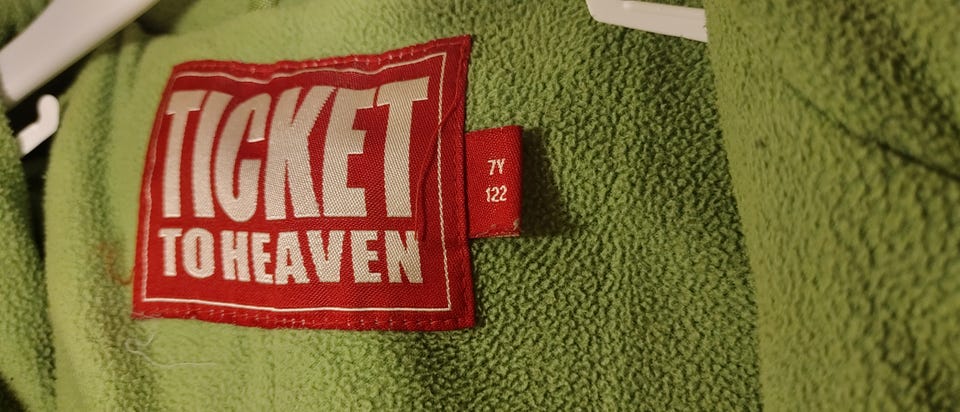 TICKET
TO HEAVEN
7Y
122